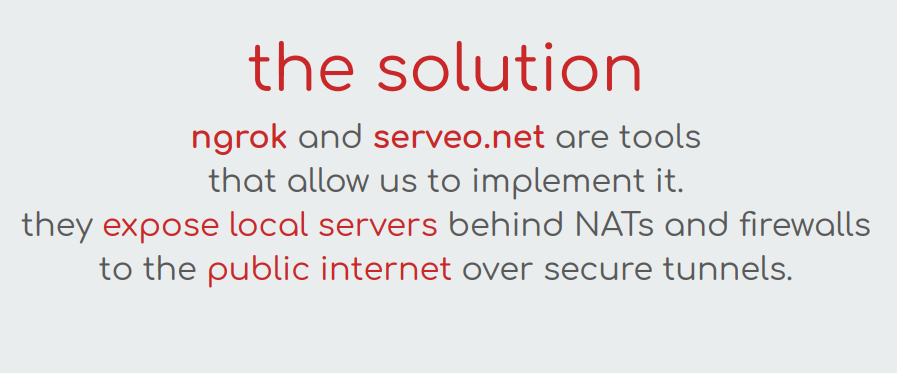 the solution
ngrok and serveo.net are tools
that allow us to implement it.
they expose local servers behind NATs and firewalls
to the public internet over secure tunnels.